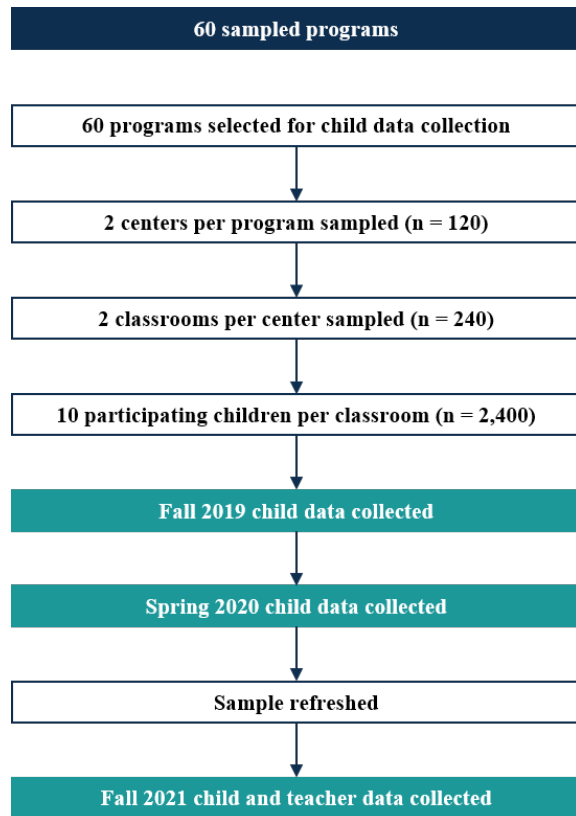 60 sampled programs
60 programs selected for child data collection
2 centers per program sampled (n = 120)
2 classrooms per center sampled (n = 240)
10 participating children per classroom (n = 2,400)
Fall 2019 child data collected
Spring 2020 child data collected
Sample refreshed
Fall 2021 child and teacher data collected